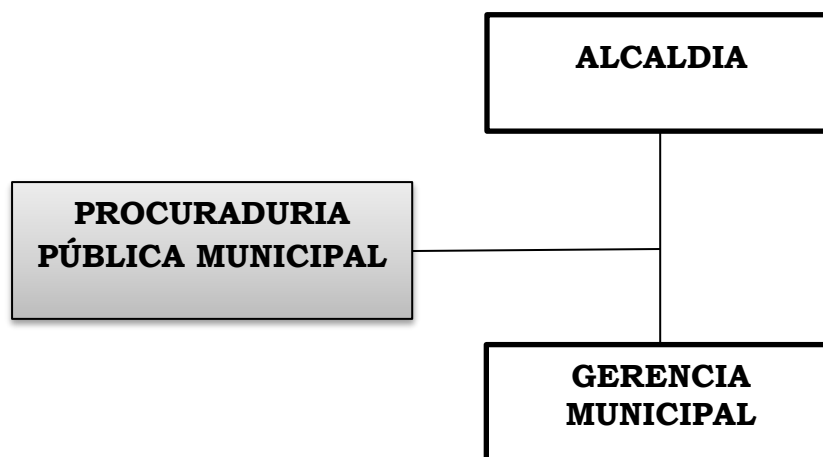 ALCALDIA
PROCURADURIA
PÚBLICA MUNICIPAL
GERENCIA
MUNICIPAL